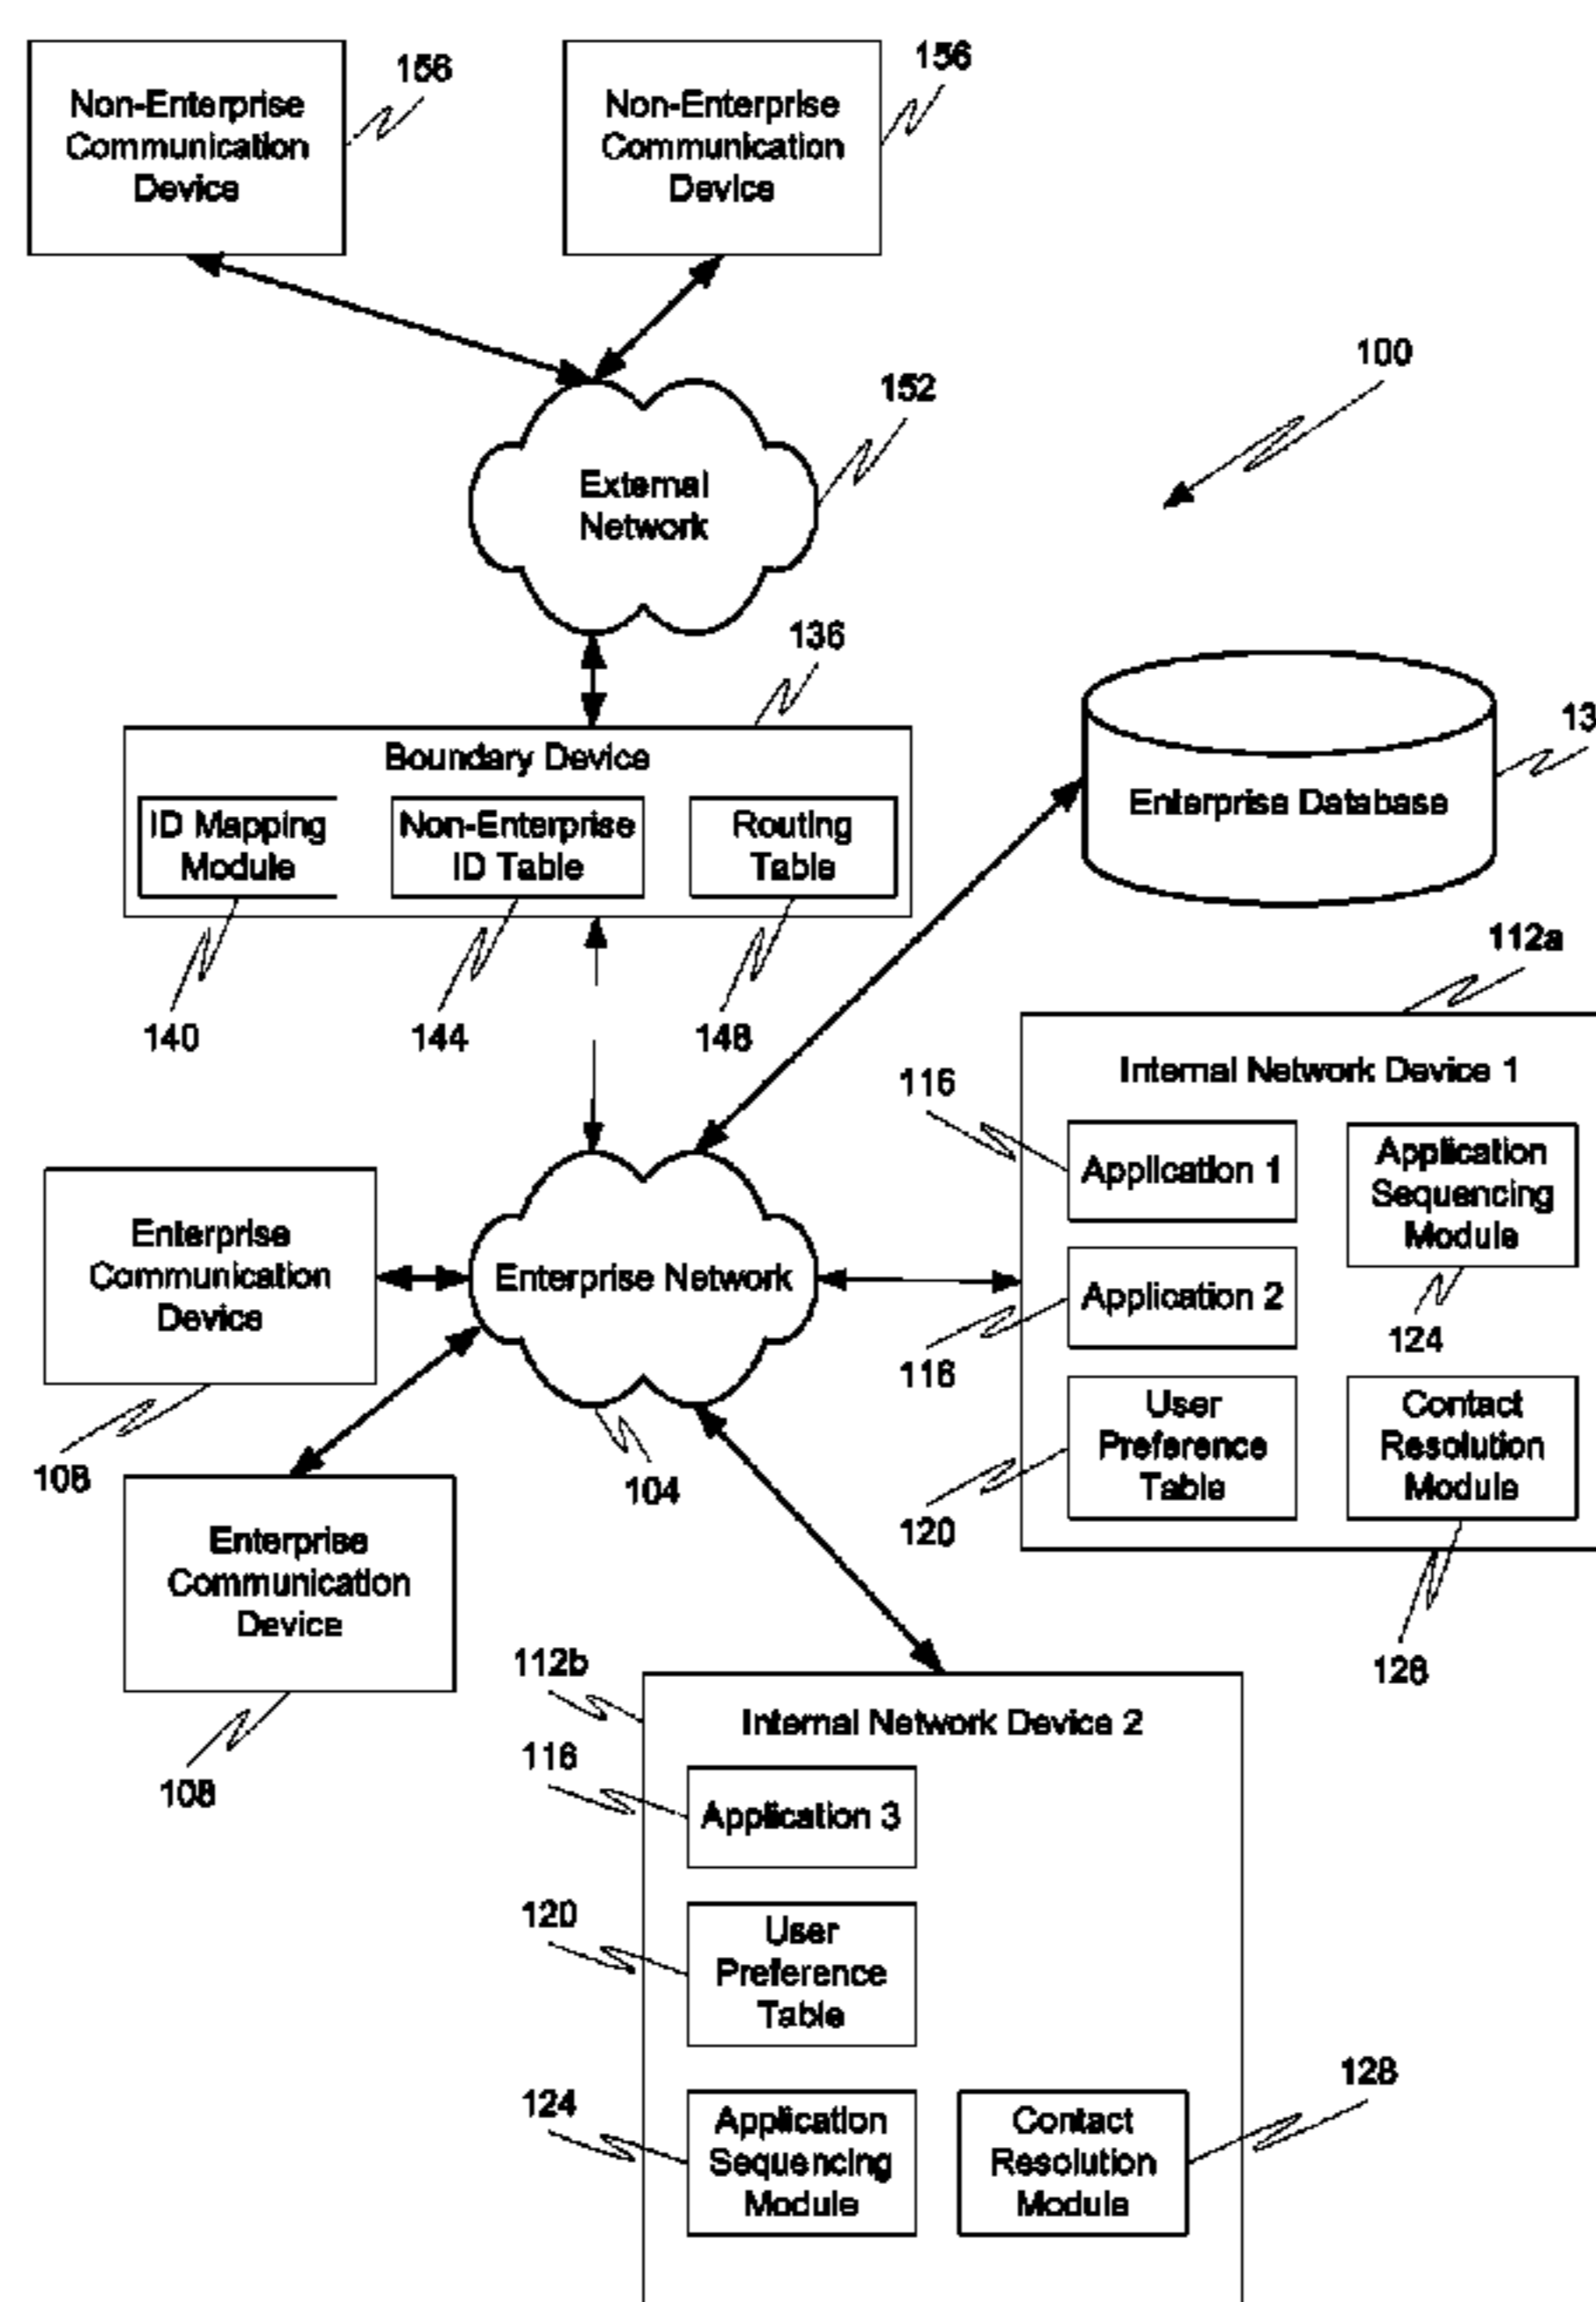 156
156
Non-Enterprise
Communication
Device
Non-Enterprise
Communication
Device
100
152
External
Network
136
13
Boundary Device
ID Mapping
Module
Non-Enterprise
ID Table
Routing
Table
Enterprise Database
112a
140
144
148
Internal Network Device 1
116
Application 1
Application
Sequencing
Module
Enterprise
Communication
Device
Enterprise Network
Application 2
124
116
User
Preference
Table
Contact
Resolution
Module
108
104
120
Enterprise
Communication
Device
128
112b
Internal Network Device 2
116
108
Application 3
120
User
Preference
Table
128
124
Application
Sequencing
Module
Contact
Resolution
Module